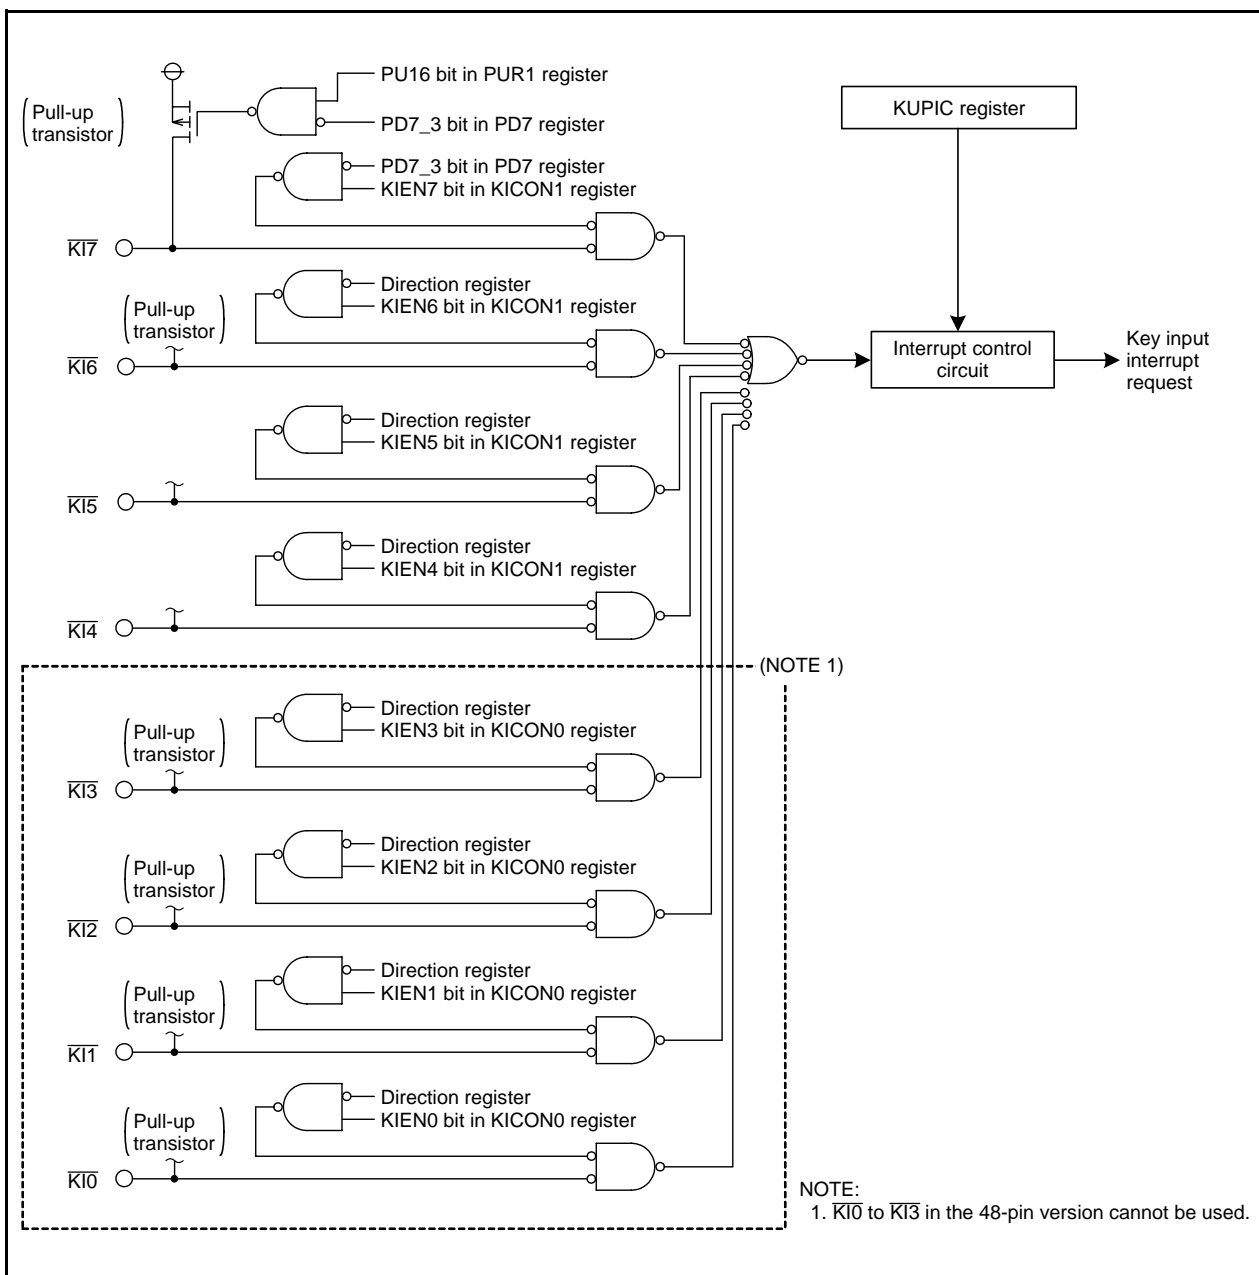 PU16 bit in PUR1 register
(Pull-up
transistor)
PD7_3 bit in PD7 register
KUPIC register
PD7_3 bit in PD7 register
KIEN7 bit in KICON1 register
KI7
Direction register
KIEN6 bit in KICON1 register
(Pull-up
transistor)
KI6
Interrupt control
circuit
Key input
interrupt
request
Direction register
KIEN5 bit in KICON1 register
KI5
Direction register
KIEN4 bit in KICON1 register
KI4
(NOTE 1)
Direction register
KIEN3 bit in KICON0 register
(Pull-up
transistor)
KI3
Direction register
KIEN2 bit in KICON0 register
(Pull-up
transistor)
KI2
Direction register
KIEN1 bit in KICON0 register
(Pull-up
transistor)
KI1
Direction register
KIEN0 bit in KICON0 register
(Pull-up
transistor)
KI0
NOTE:
1. KI0 to KI3 in the 48-pin version cannot be used.